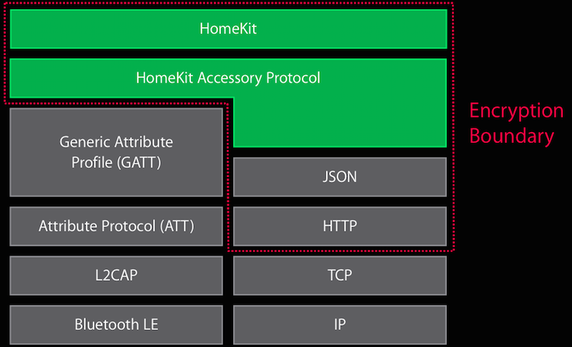 HomeKit
HomeKit Accessory Protocol
Encryption
Boundary
Generic Attribute
Profile (GATT)
JSON
Attribute Protocol (ATT)
HTTP
L2CAP
TCP
Bluetooth LE
IP